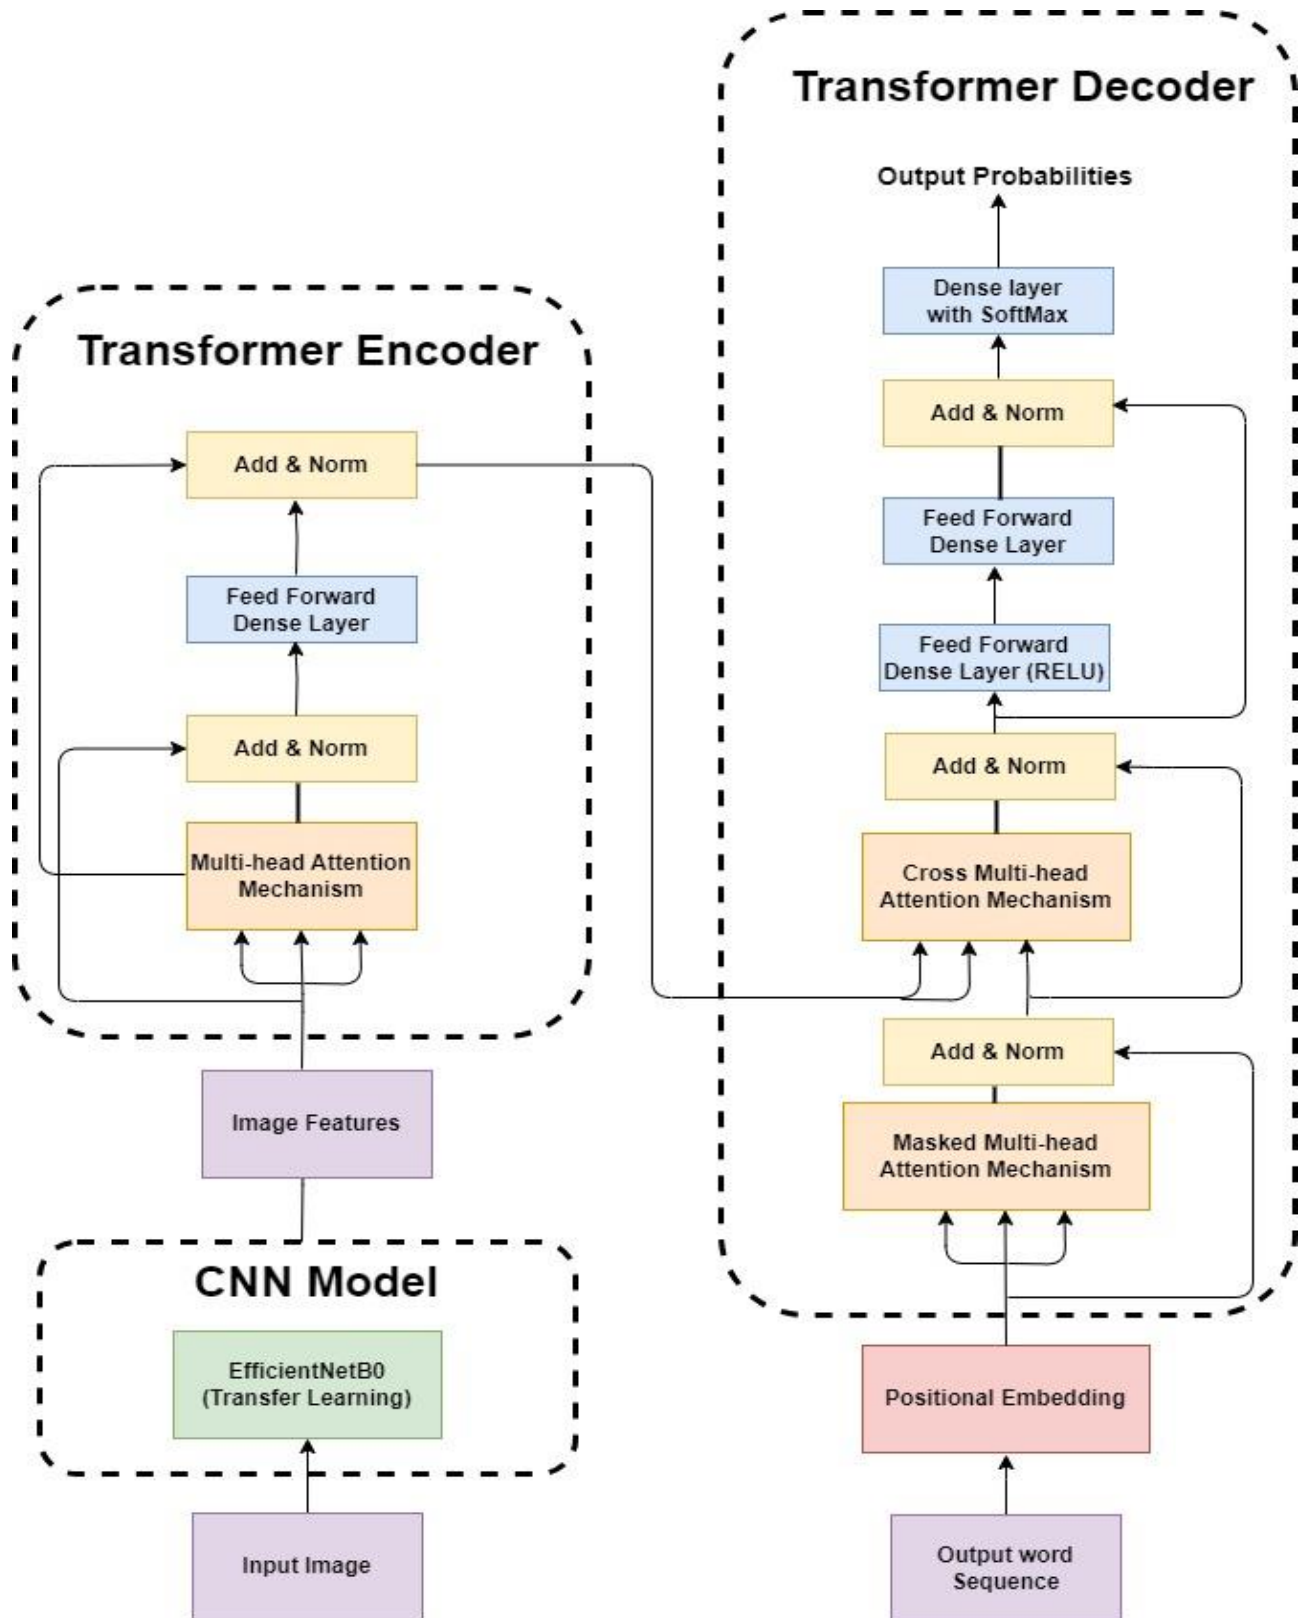 Transformer Decoder
Output Probabilities
Dense layer
with SoftMax
Add & Norm
Feed Forward
Dense Layer
Feed Forward
Dense Layer (RELU)
Add & Norm
Cross Multi-head
Attention Mechanism
Add & Norm
Masked Multi-head
Attention Mechanism
Positional Embedding
Output word
Sequence
Transformer Encoder
Add & Norm
Feed Forward
Dense Layer
Add & Norm
Multi-head Attention
Mechanism
Image Features
CNN Model
EfficientNetB0
(Transfer Learning)
Input Image